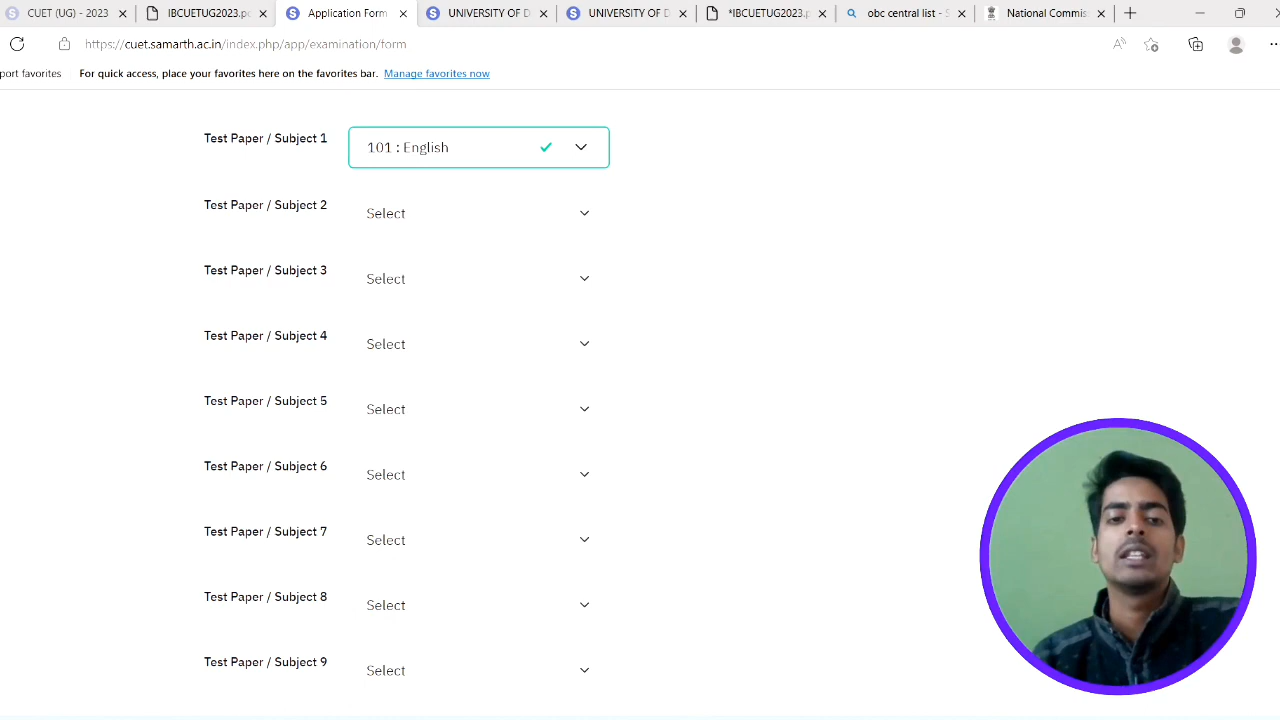 CUET (UG) - 2023
IBCUETUG2023.p
Application Form
UNIVERSITY OF D
UNIVERSITY OF D
*IBCUETUG2023.p
obc central list - S
National Commis
https://cuet.samarth.ac.in/index.php/app/examination/form
port favorites
For quick access, place your favorites here on the favorites bar. Manage favorites now
Test Paper / Subject 1
101 : English
Test Paper / Subject 2
Select
Test Paper / Subject 3
Select
Test Paper / Subject 4
Select
Test Paper / Subject 5
Select
Test Paper / Subject 6
Select
Test Paper / Subject 7
Select
Test Paper / Subject 8
Select
Test Paper / Subject 9
Select